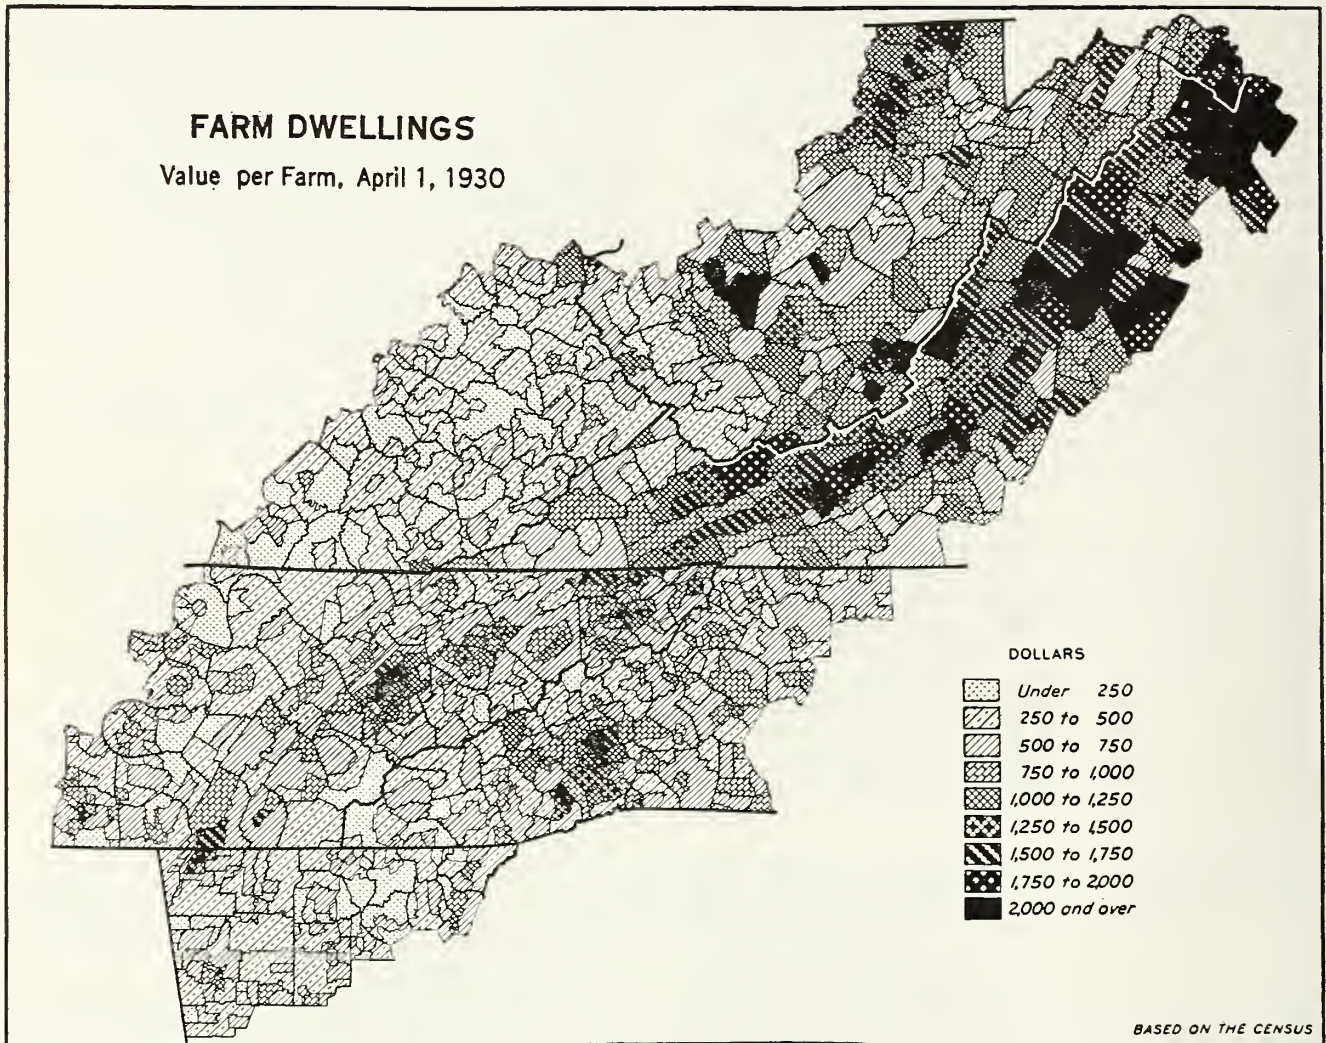 FARM DWELLINGS
Value per Farm, April 1, 1930
DOLLARS
Under 250
250 to 500
500 to 750
750 to 1,000
1,000 to 1,250
1,250 to 1,500
1,500 to 1,750
1,750 to 2,000
2,000 and over
BASED ON THE CENSUS